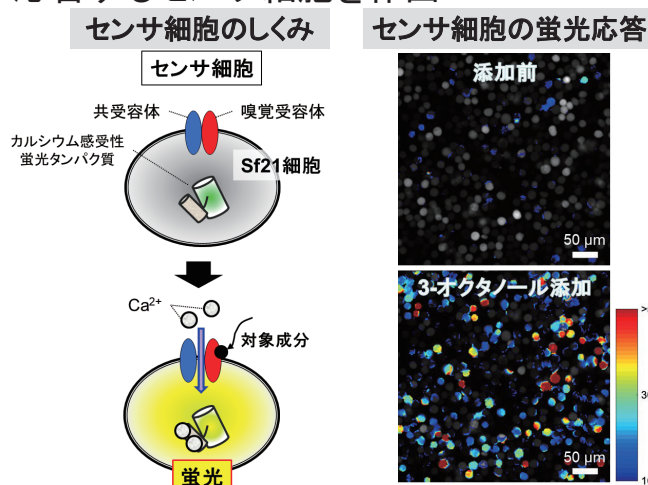 センサ細胞のしくみ
センサ細胞の蛍光応答
センサ細胞
共受容体
嗅覚受容体
カルシウム感受性
蛍光タンパク質
Sf21細胞
Ca2+
対象成分
蛍光
添加前
50 μm
3-オクタノール添加
50 μm